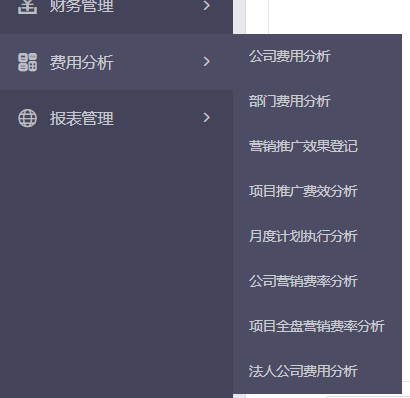 财务管理
费用分析
报表管理
公司费用分析
部门费用分析
营销推广效果登记
项目推广费效分析
月度计划执行分析
公司营销费率分析
项目全盘营销费率分析
法人公司费用分析